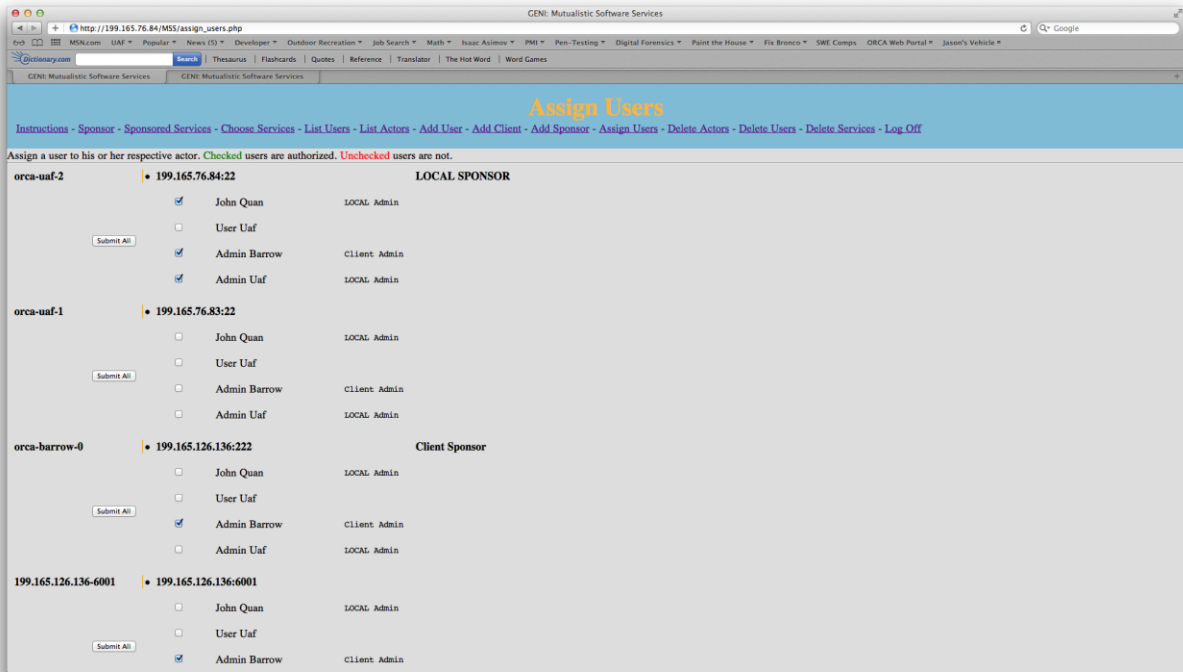 GENI: Mutualistic Software Services
http://199.165.76.84/MSS/assign_users.php
Google
MSN.com UAF Popular News (5) Developer Outdoor Recreation Job Search Math Isaac Asimov PMI Pen-Testing Digital Forensics Paint the House Fix Bronco SWE Comps ORCA Web Portal Jason's Vehicle
Dictionary.com Search Thesaurus Flashcards Quotes Reference Translator The Hot Word Word Games
GENI: Mutualistic Software Services GENI: Mutualistic Software Services
Assign Users
Instructions - Sponsor - Sponsored Services - Choose Services - List Users - List Actors - Add User - Add Client - Add Sponsor - Assign Users - Delete Actors - Delete Users - Delete Services - Log Off
Assign a user to his or her respective actor. Checked users are authorized. Unchecked users are not.
orca-uaf-2 • 199.165.76.84:22 LOCAL SPONSOR
John Quan LOCAL Admin
User Uaf
Submit All
Admin Barrow Client Admin
Admin Uaf LOCAL Admin
orca-uaf-1 • 199.165.76.83:22
John Quan LOCAL Admin
User Uaf
Submit All
Admin Barrow Client Admin
Admin Uaf LOCAL Admin
orca-barrow-0 • 199.165.126.136:222 Client Sponsor
John Quan LOCAL Admin
User Uaf
Submit All
Admin Barrow Client Admin
Admin Uaf LOCAL Admin
199.165.126.136-6001 • 199.165.126.136:6001
John Quan LOCAL Admin
User Uaf
Submit All
Admin Barrow Client Admin